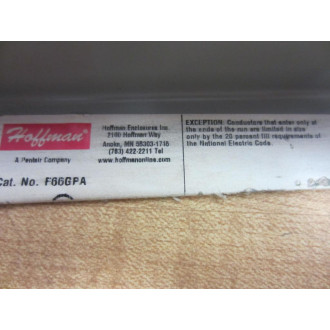 Hoffman
A Pentair Company
Cat. No. F66GPA
Hoffman Enclosures Inc.
2100 Hoffman Way
Anoka, MN 55303-1745
(763) 422-2211 Tel
www.hoffmanonline.com
EXCEPTION: Conductors that enter only at
the ends of the run are limited in size
only by the 20 percent fill requirements of
the National Electric Code.